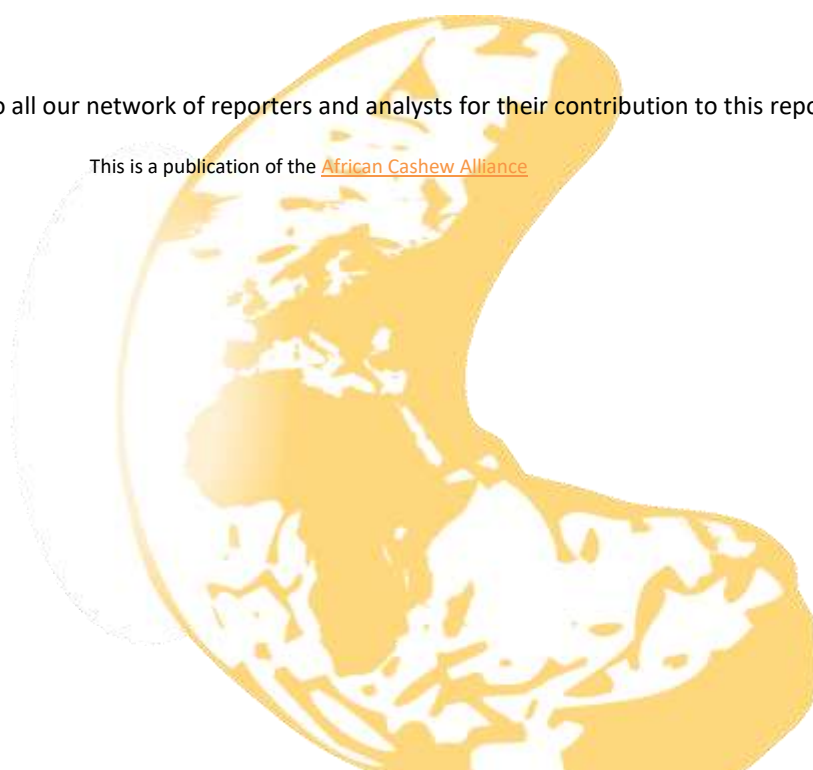 all our network of reporters and analysts for their contribution to this
This is a publication of the African Cashew Alliance